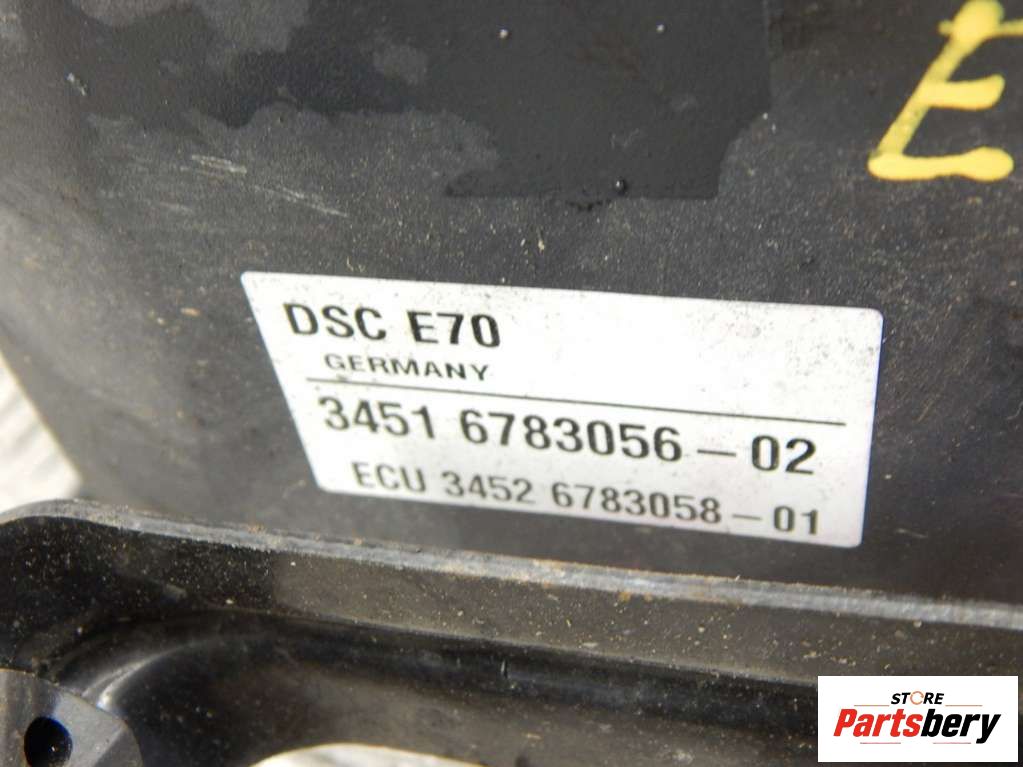 E
DSC E70
GERMANY
3451 6783056-02
ECU 3452 6783058-01
STORE
Partsbery